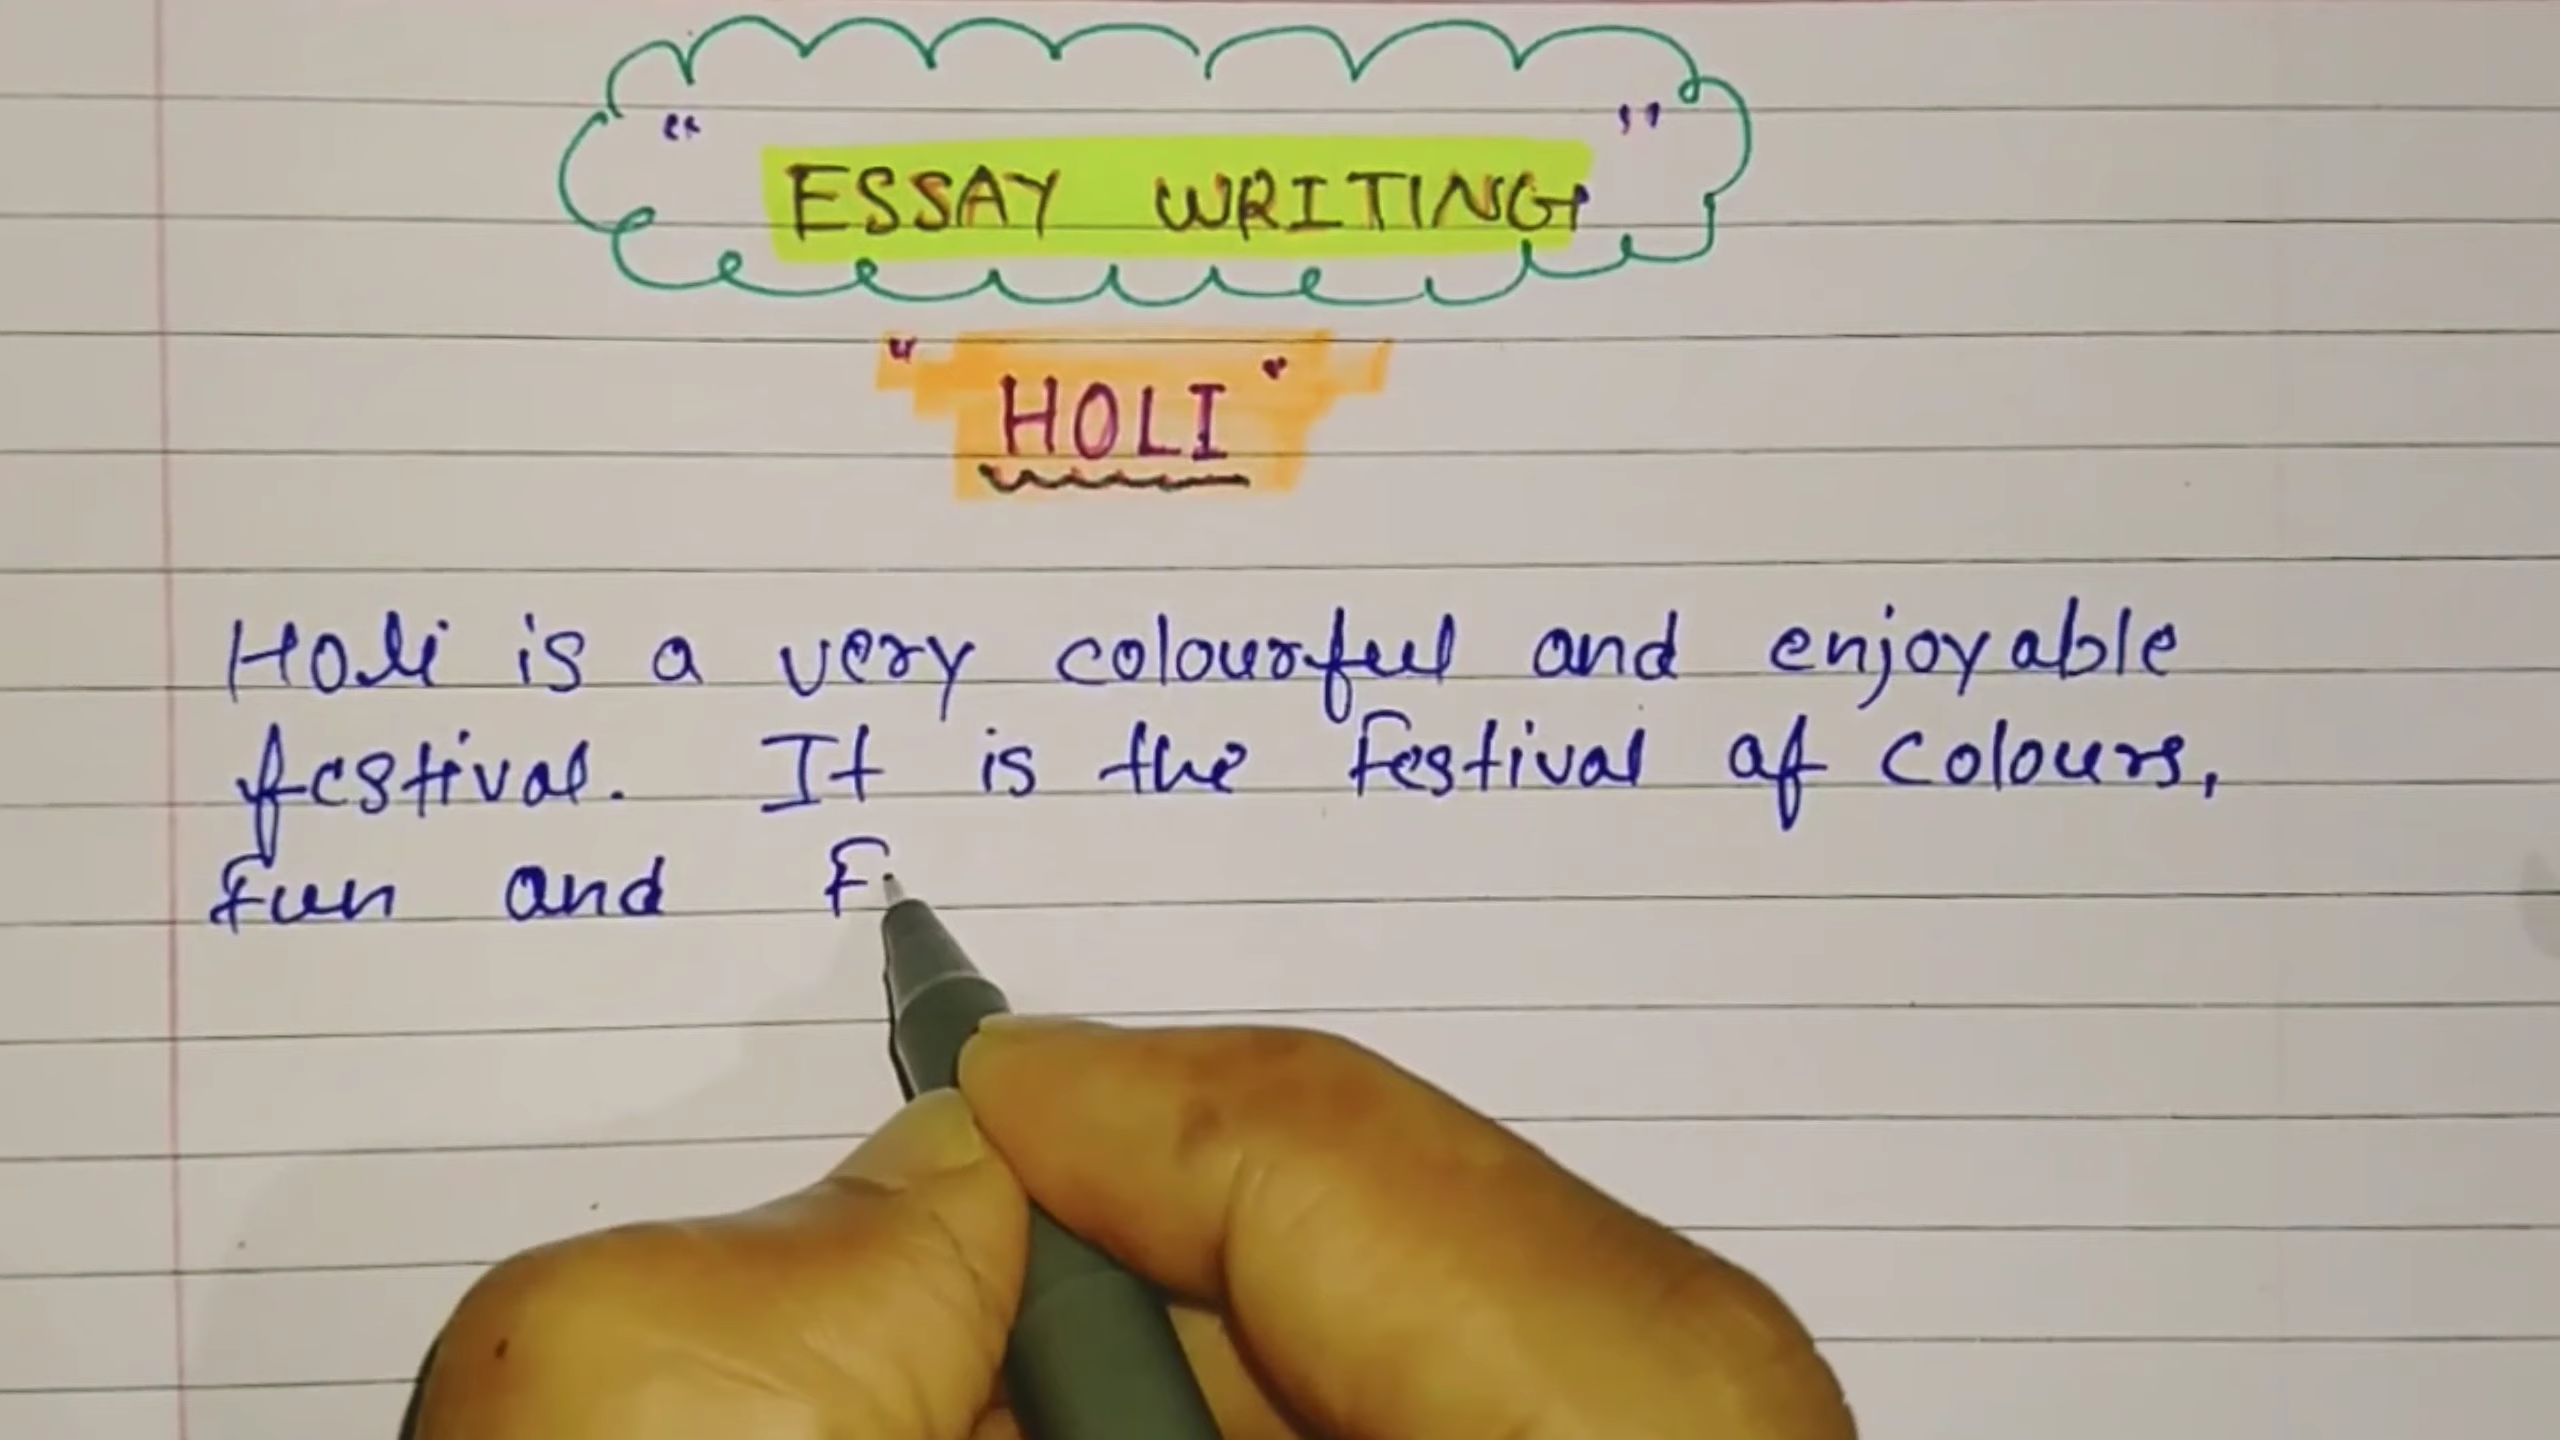 " ESSAY WRITING "
" HOLI "
Holi is a very colourful and enjoyable
festival. It is the festival of colours,
fun and F